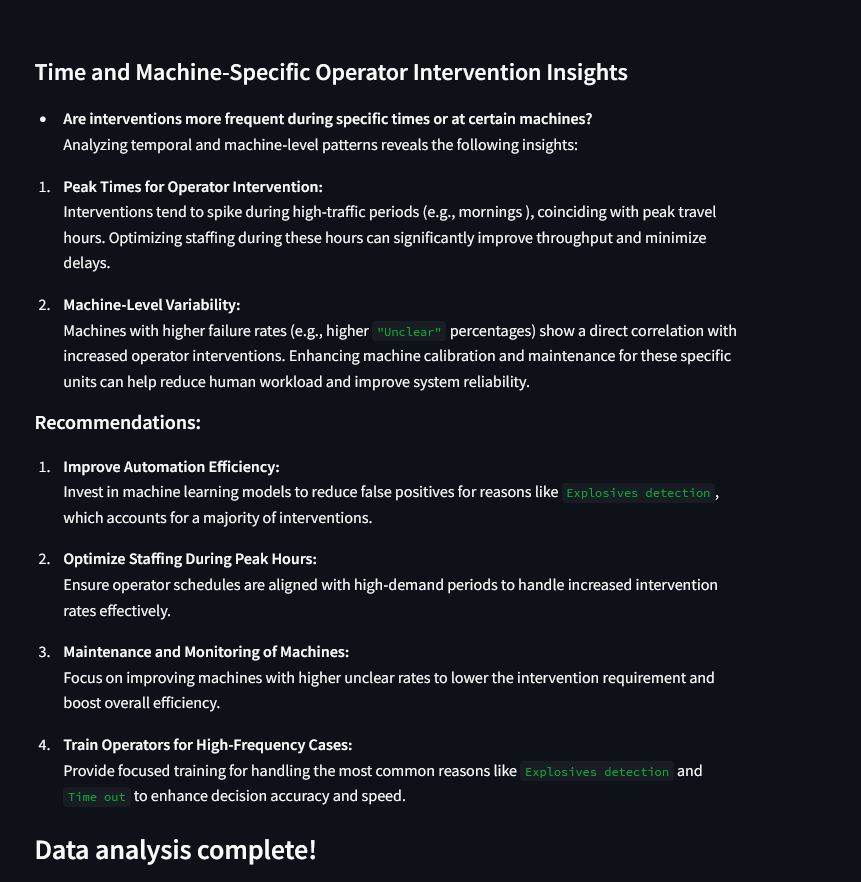 Time and Machine-Specific Operator Intervention Insights
• Are interventions more frequent during specific times or at certain machines?
Analyzing temporal and machine-level patterns reveals the following insights:
1. Peak Times for Operator Intervention:
Interventions tend to spike during high-traffic periods (e.g., mornings ), coinciding with peak travel
hours. Optimizing staffing during these hours can significantly improve throughput and minimize
delays.
2. Machine-Level Variability:
Machines with higher failure rates (e.g., higher "Unclear" percentages) show a direct correlation with
increased operator interventions. Enhancing machine calibration and maintenance for these specific
units can help reduce human workload and improve system reliability.
Recommendations:
1. Improve Automation Efficiency:
Invest in machine learning models to reduce false positives for reasons like Explosives detection ,
which accounts for a majority of interventions.
2. Optimize Staffing During Peak Hours:
Ensure operator schedules are aligned with high-demand periods to handle increased intervention
rates effectively.
3. Maintenance and Monitoring of Machines:
Focus on improving machines with higher unclear rates to lower the intervention requirement and
boost overall efficiency.
4. Train Operators for High-Frequency Cases:
Provide focused training for handling the most common reasons like Explosives detection and
Time out to enhance decision accuracy and speed.
Data analysis complete!